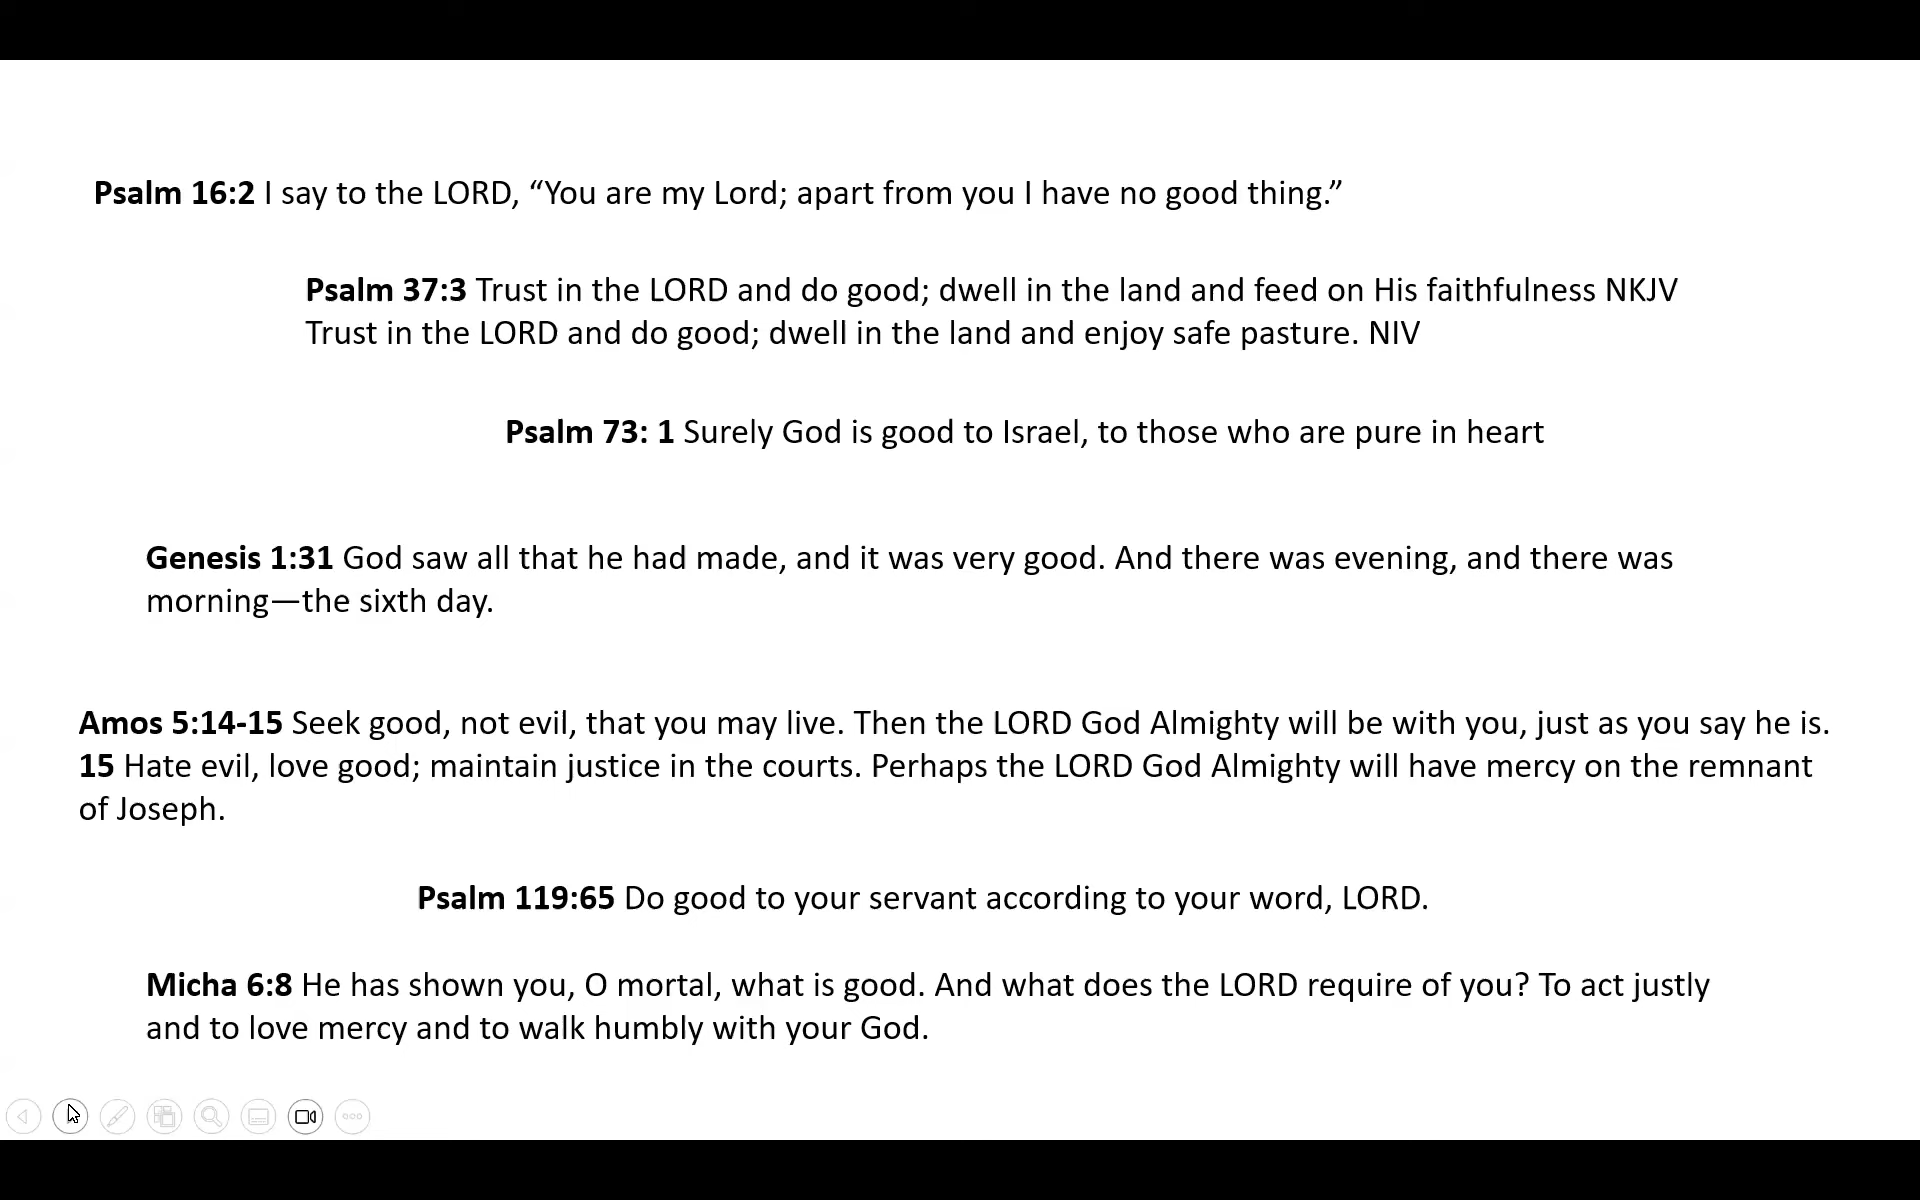 Psalm 16:2 I say to the LORD, “You are my Lord; apart from you I have no good thing.”
Psalm 37:3 Trust in the LORD and do good; dwell in the land and feed on His faithfulness NKJV
Trust in the LORD and do good; dwell in the land and enjoy safe pasture. NIV
Psalm 73: 1 Surely God is good to Israel, to those who are pure in heart
Genesis 1:31 God saw all that he had made, and it was very good. And there was evening, and there was
morning—the sixth day.
Amos 5:14-15 Seek good, not evil, that you may live. Then the LORD God Almighty will be with you, just as you say he is.
15 Hate evil, love good; maintain justice in the courts. Perhaps the LORD God Almighty will have mercy on the remnant
of Joseph.
Psalm 119:65 Do good to your servant according to your word, LORD.
Micha 6:8 He has shown you, O mortal, what is good. And what does the LORD require of you? To act justly
and to love mercy and to walk humbly with your God.